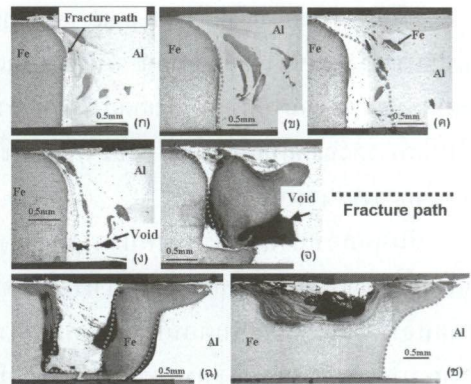 Fracture path
Fe
Al
0.5mm
(ก)
Fe
Al
0.5mm
(ข)
Fe
Al
0.5mm
(ค)
Fe
Al
0.5mm
Void
(ง)
Void
0.5mm
(จ)
Fracture path
Fe
Al
0.5mm
(ฉ)
Fe
Al
0.5mm
(ช)